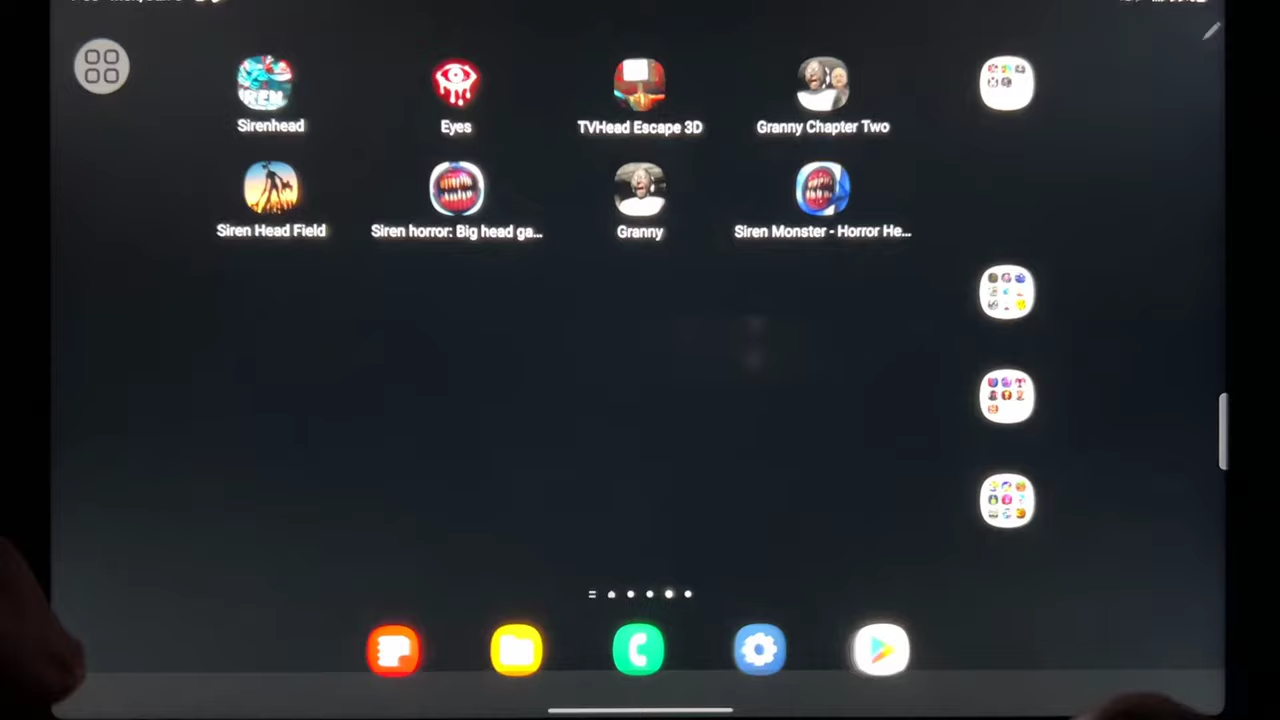 Sirenhead
Eyes
TVHead Escape 3D
Granny Chapter Two
Siren Head Field
Siren horror: Big head ga...
Granny
Siren Monster - Horror He...